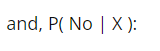 and, P( No | X ):